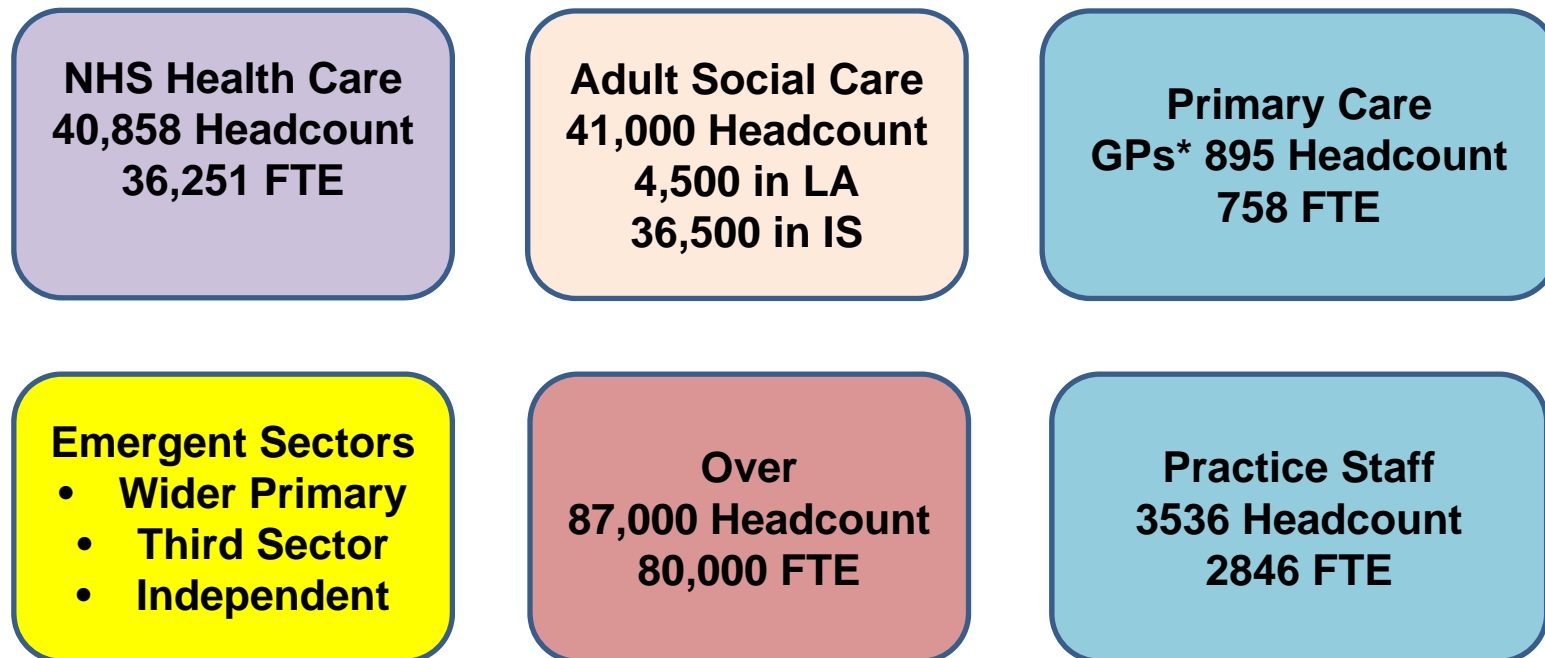 NHS Health Care
40,858 Headcount
36,251 FTE
Adult Social Care
41,000 Headcount
4,500 in LA
36,500 in IS
Primary Care
GPs* 895 Headcount
758 FTE
Emergent Sectors
• Wider Primary
• Third Sector
• Independent
Over
87,000 Headcount
80,000 FTE
Practice Staff
3536 Headcount
2846 FTE